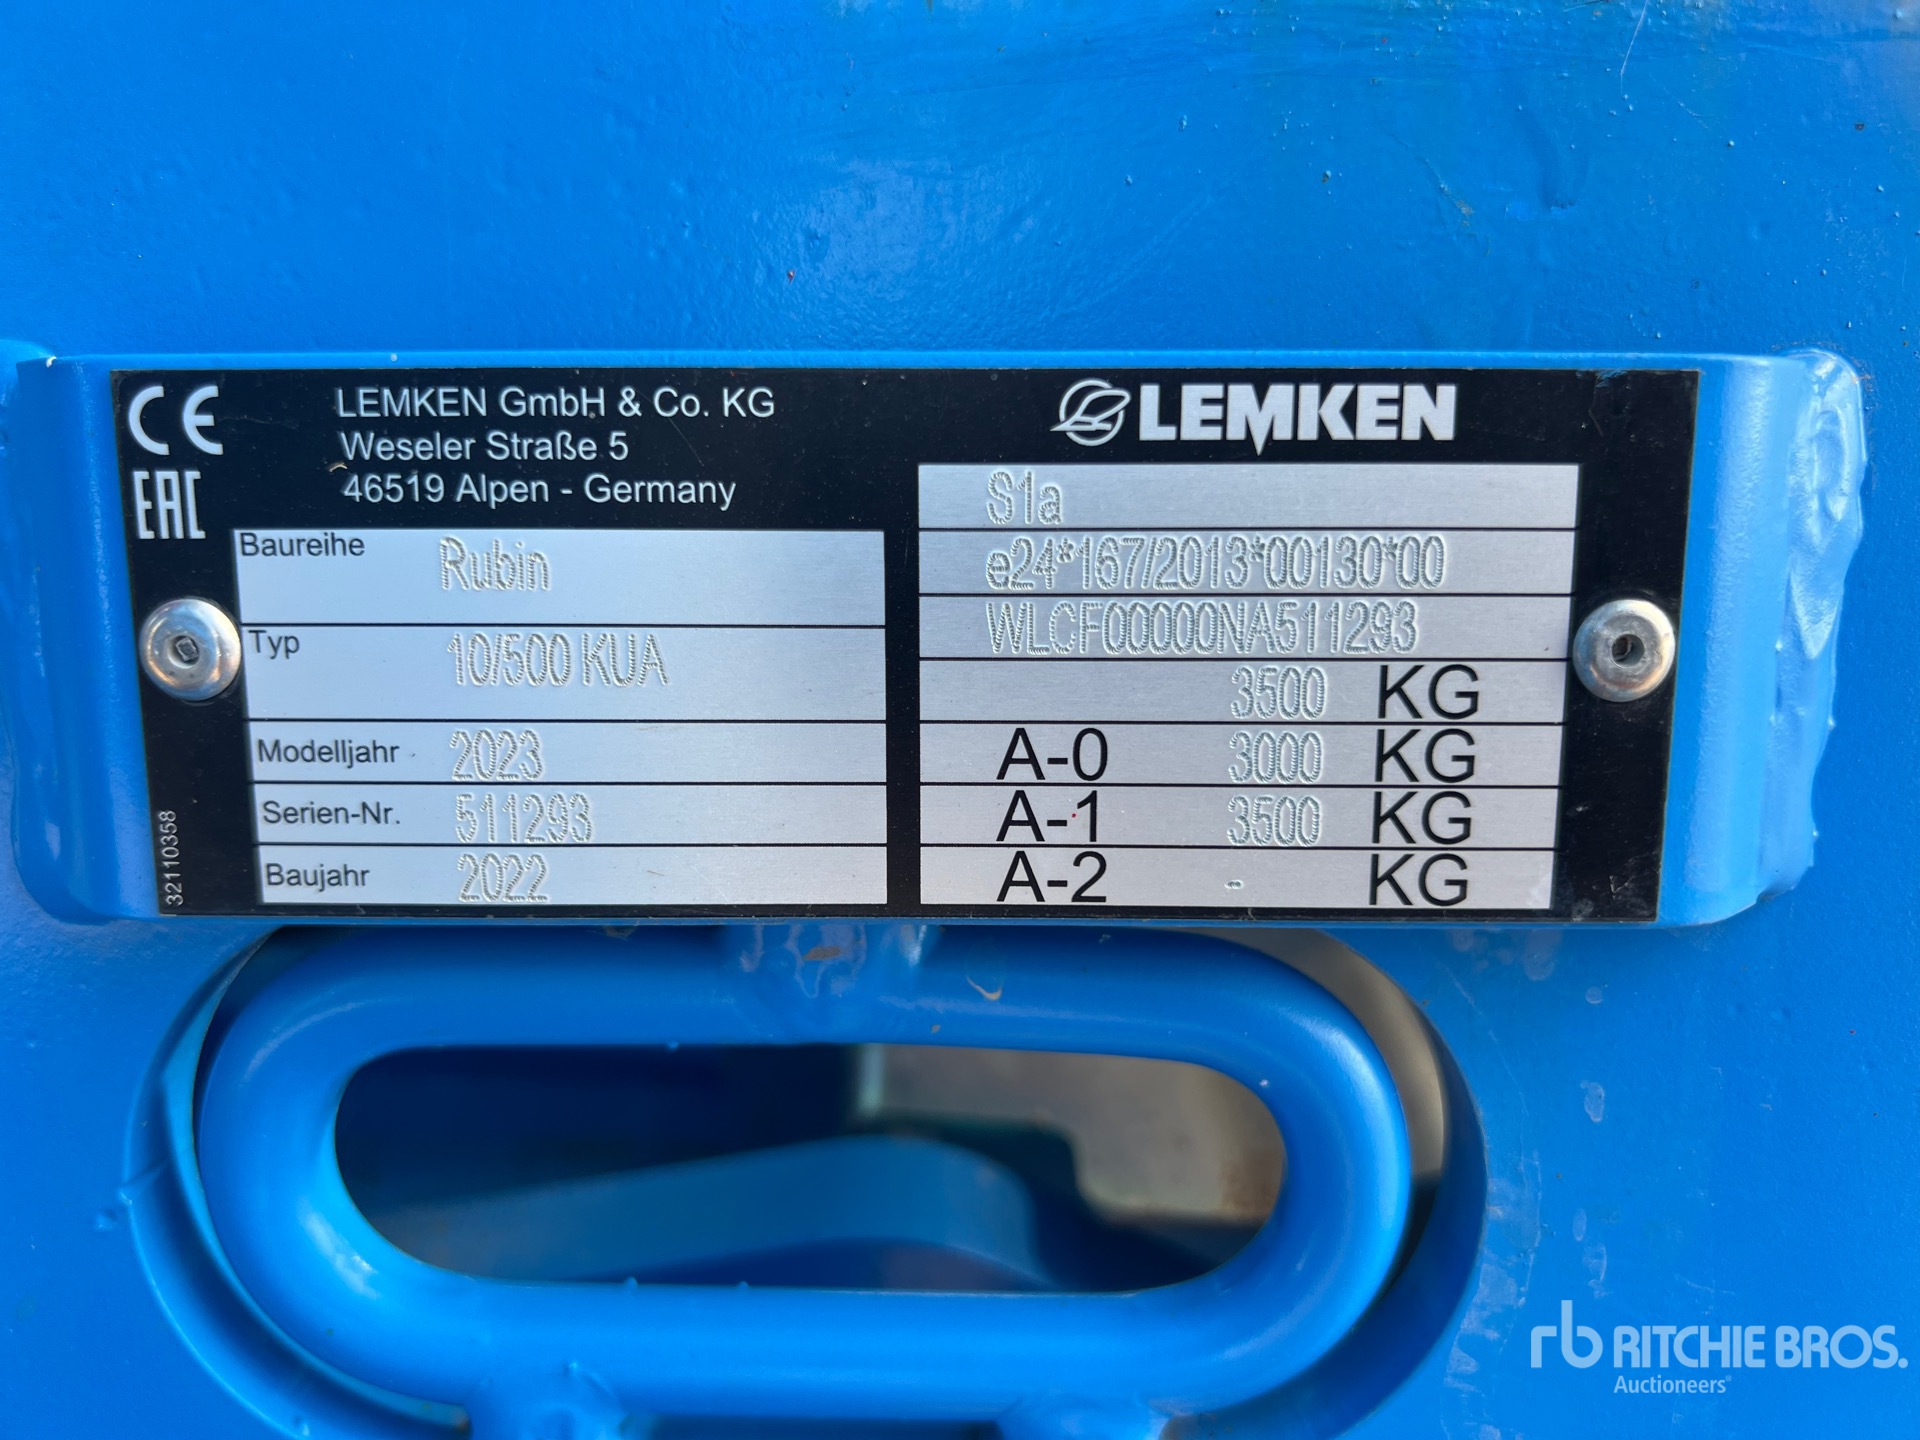 CE
EAC
LEMKEN GmbH & Co. KG
Weseler Straße 5
46519 Alpen - Germany
Baureihe Rubin
Typ 10/500 KUA
Modelljahr 2023
Serien-Nr. 511293
Baujahr 2022
32110358
LEMKEN
S1a
e24*167/2013*00130*00
WLCF00000NA511293
3500 KG
A-0 3000 KG
A-1 3500 KG
A-2 - KG
rb RITCHIE BROS.
Auctioneers